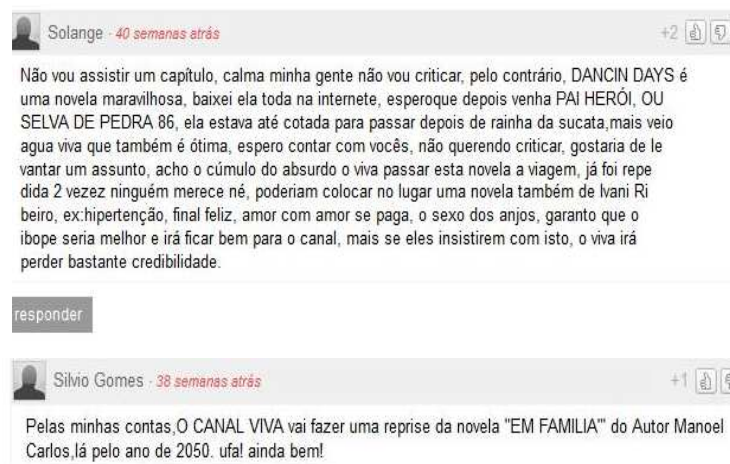 Solange · 40 semanas atrás +2
Não vou assistir um capítulo, calma minha gente não vou criticar, pelo contrário, DANCIN DAYS é
uma novela maravilhosa, baixei ela toda na internete, esperoque depois venha PAI HERÓI, OU
SELVA DE PEDRA 86, ela estava até cotada para passar depois de rainha da sucata,mais veio
agua viva que também é ótima, espero contar com vocês, não querendo criticar, gostaria de le
vantar um assunto, acho o cúmulo do absurdo o viva passar esta novela a viagem, já foi repe
dida 2 vezez ninguém merece né, poderiam colocar no lugar uma novela também de Ivani Ri
beiro, ex:hipertenção, final feliz, amor com amor se paga, o sexo dos anjos, garanto que o
ibope seria melhor e irá ficar bem para o canal, mais se eles insistirem com isto, o viva irá
perder bastante credibilidade.
responder
Silvio Gomes · 38 semanas atrás +1
Pelas minhas contas,O CANAL VIVA vai fazer uma reprise da novela "EM FAMILIA'" do Autor Manoel
Carlos,lá pelo ano de 2050. ufa! ainda bem!